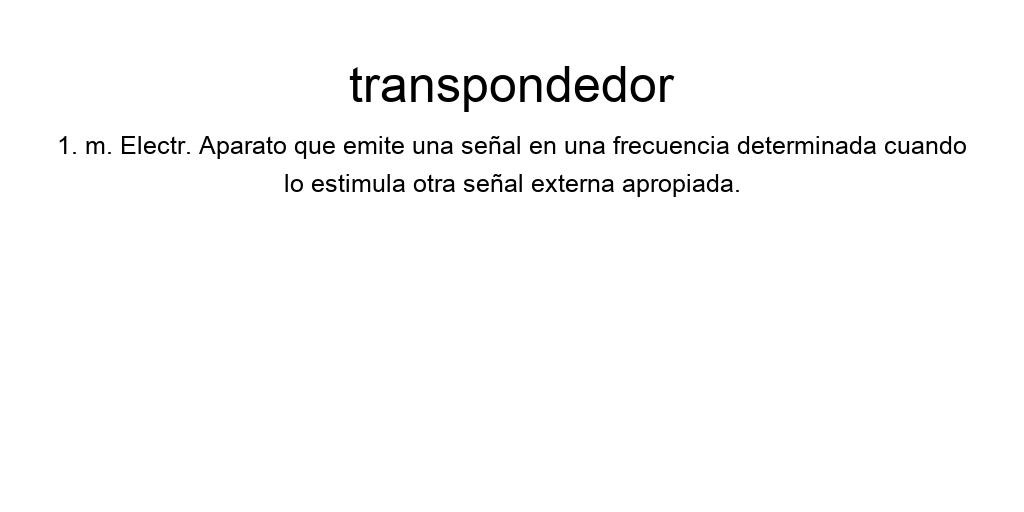 transpondedor
1. m. Electr. Aparato que emite una señal en una frecuencia determinada cuando
lo estimula otra señal externa apropiada.